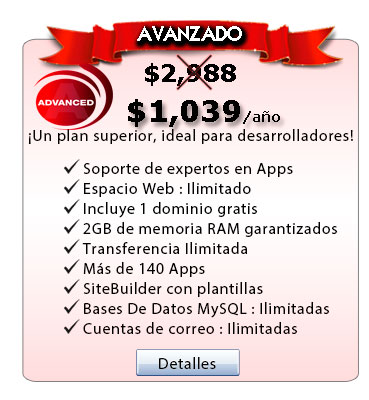 AVANZADO
$2,988
ADVANCED
$1,039/año
¡Un plan superior, ideal para desarrolladores!
Soporte de expertos en Apps
Espacio Web : Ilimitado
Incluye 1 dominio gratis
2GB de memoria RAM garantizados
Transferencia Ilimitada
Más de 140 Apps
SiteBuilder con plantillas
Bases De Datos MySQL : Ilimitadas
Cuentas de correo : Ilimitadas
Detalles